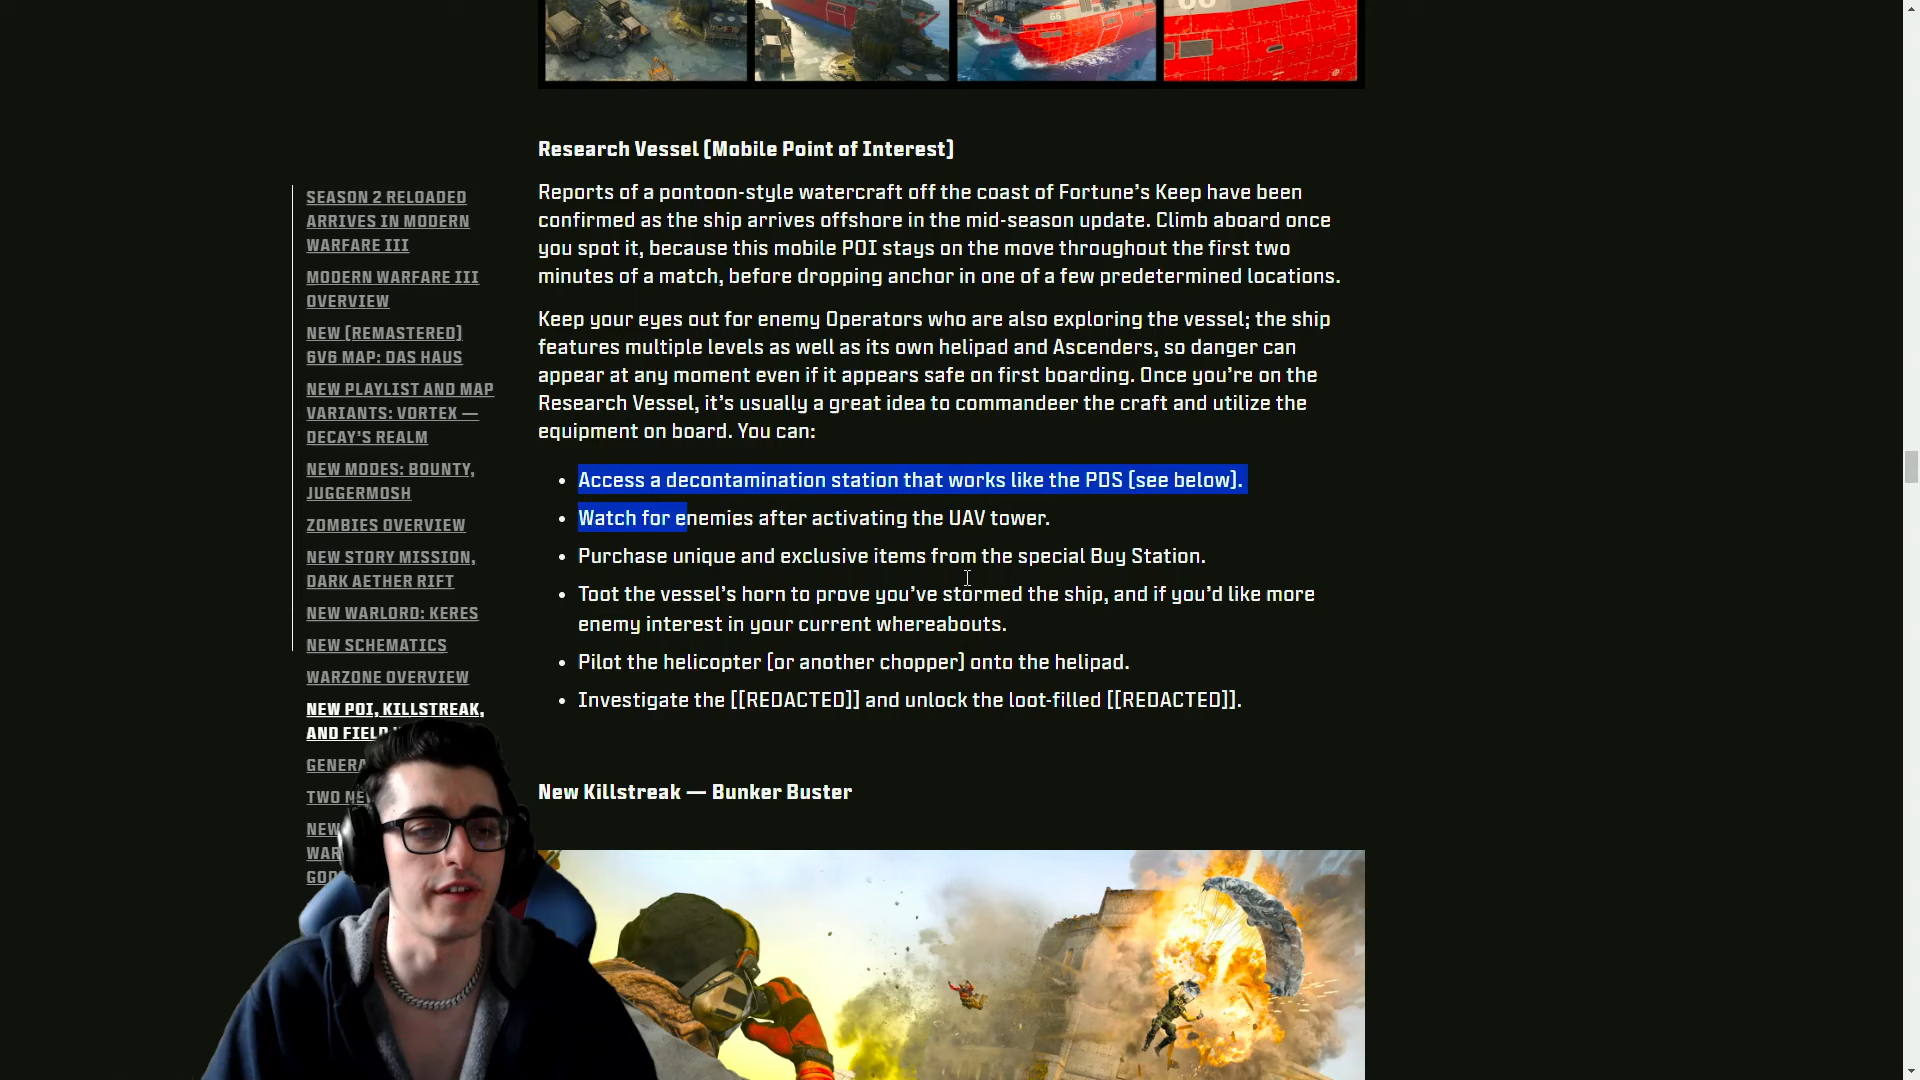 66
Research Vessel [Mobile Point of Interest]
Reports of a pontoon-style watercraft off the coast of Fortune’s Keep have been
confirmed as the ship arrives offshore in the mid-season update. Climb aboard once
you spot it, because this mobile POI stays on the move throughout the first two
minutes of a match, before dropping anchor in one of a few predetermined locations.
Keep your eyes out for enemy Operators who are also exploring the vessel; the ship
features multiple levels as well as its own helipad and Ascenders, so danger can
appear at any moment even if it appears safe on first boarding. Once you’re on the
Research Vessel, it’s usually a great idea to commandeer the craft and utilize the
equipment on board. You can:
• Access a decontamination station that works like the PDS (see below).
• Watch for enemies after activating the UAV tower.
• Purchase unique and exclusive items from the special Buy Station.
• Toot the vessel’s horn to prove you’ve stormed the ship, and if you’d like more
enemy interest in your current whereabouts.
• Pilot the helicopter (or another chopper) onto the helipad.
• Investigate the [[REDACTED]] and unlock the loot-filled [[REDACTED]].
New Killstreak — Bunker Buster
SEASON 2 RELOADED
ARRIVES IN MODERN
WARFARE III
MODERN WARFARE III
OVERVIEW
NEW [REMASTERED]
6V6 MAP: DAS HAUS
NEW PLAYLIST AND MAP
VARIANTS: VORTEX —
DECAY’S REALM
NEW MODES: BOUNTY,
JUGGERMOSH
ZOMBIES OVERVIEW
NEW STORY MISSION,
DARK AETHER RIFT
NEW WARLORD: KERES
NEW SCHEMATICS
WARZONE OVERVIEW
NEW POI, KILLSTREAK,
AND FIELD
GENERA
TWO NE
NEW
WAR
GOD